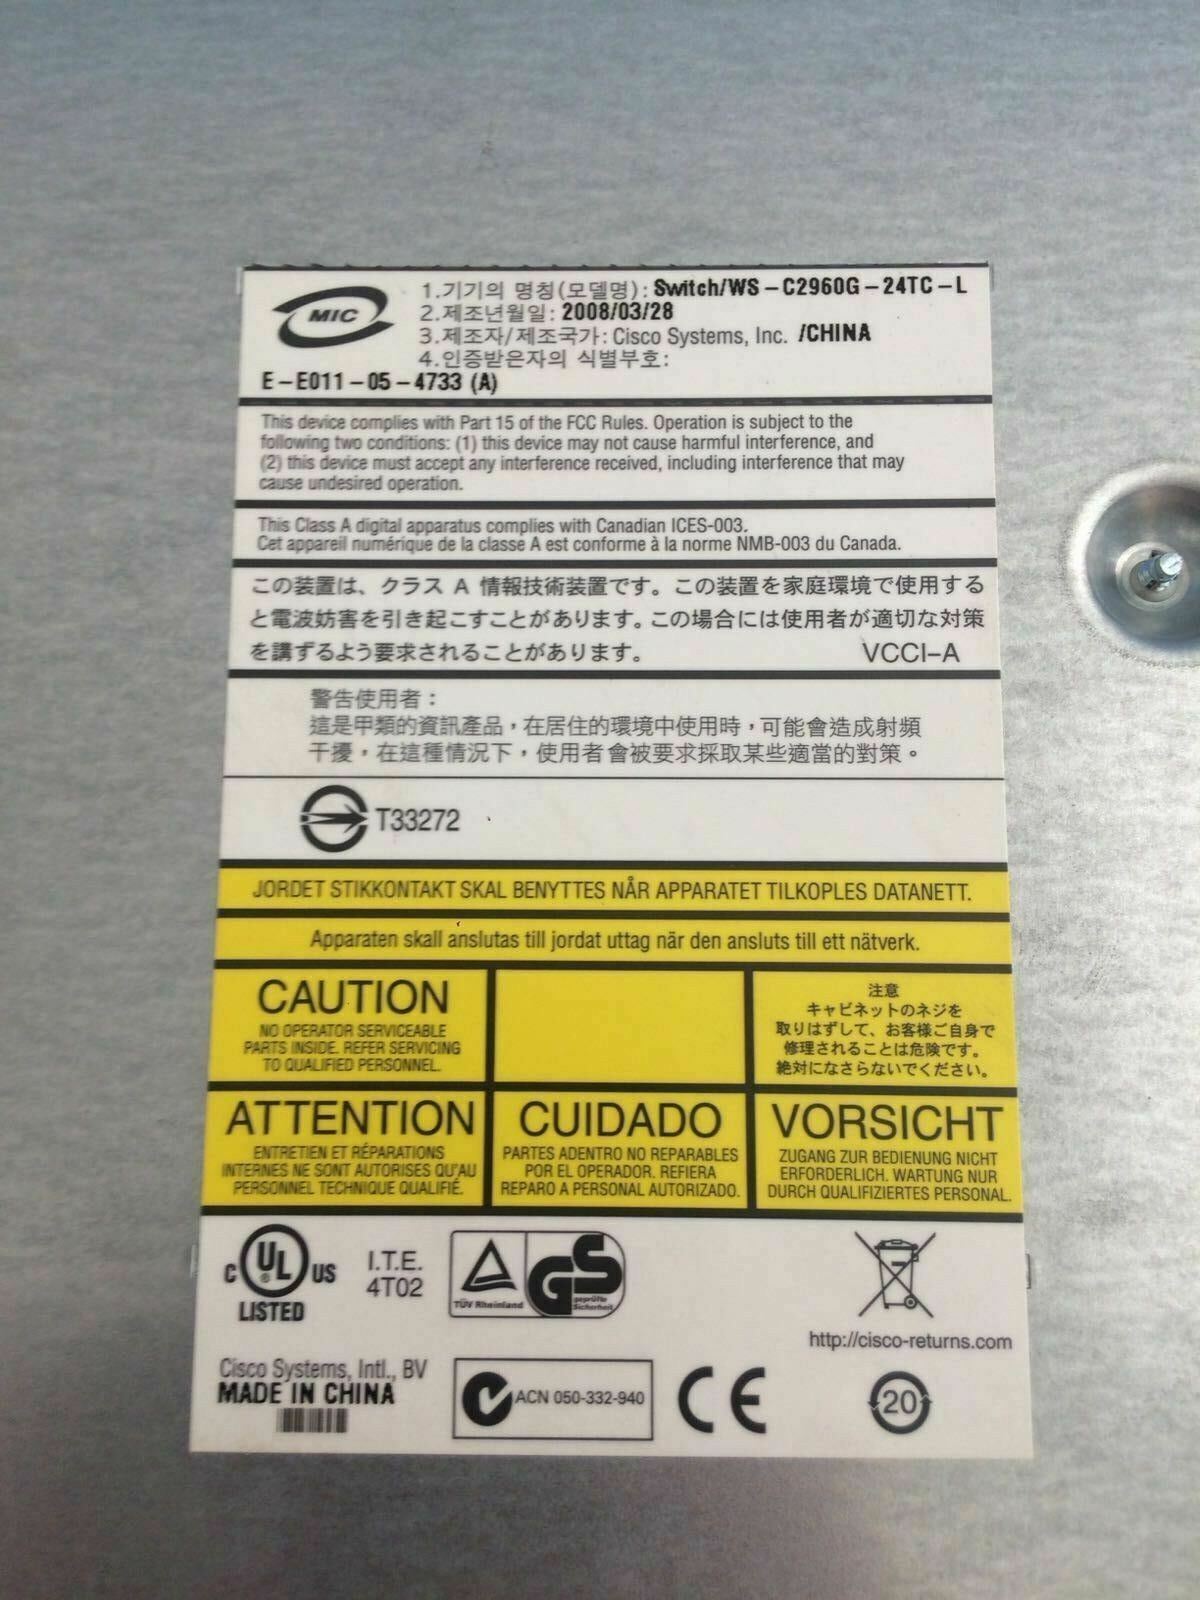 MIC
1.기기의 명칭(모델명): Switch/WS-C2960G-24TC-L
2.제조년월일: 2008/03/28
3.제조자/제조국가: Cisco Systems, Inc. /CHINA
4.인증받은자의 식별부호:
E-E011-05-4733 (A)
This device complies with Part 15 of the FCC Rules. Operation is subject to the
following two conditions: (1) this device may not cause harmful interference, and
(2) this device must accept any interference received, including interference that may
cause undesired operation.
This Class A digital apparatus complies with Canadian ICES-003.
Cet appareil numérique de la classe A est conforme à la norme NMB-003 du Canada.
この装置は、クラス A 情報技術装置です。この装置を家庭環境で使用する
と電波妨害を引き起こすことがあります。この場合には使用者が適切な対策
を講ずるよう要求されることがあります。 VCCI-A
警告使用者：
這是甲類的資訊產品，在居住的環境中使用時，可能會造成射頻
干擾，在這種情況下，使用者會被要求採取某些適當的對策。
T33272
JORDET STIKKONTAKT SKAL BENYTTES NÅR APPARATET TILKOPLES DATANETT.
Apparaten skall anslutas till jordat uttag när den ansluts till ett nätverk.
CAUTION
NO OPERATOR SERVICEABLE
PARTS INSIDE. REFER SERVICING
TO QUALIFIED PERSONNEL.
注意
キャビネットのネジを
取りはずして、お客様ご自身で
修理されることは危険です。
絶対になさらないでください。
ATTENTION
ENTRETIEN ET RÉPARATIONS
INTERNES NE SONT AUTORISES QU'AU
PERSONNEL TECHNIQUE QUALIFIÉ.
CUIDADO
PARTES ADENTRO NO REPARABLES
POR EL OPERADOR. REFIERA
REPARO A PERSONAL AUTORIZADO.
VORSICHT
ZUGANG ZUR BEDIENUNG NICHT
ERFORDERLICH. WARTUNG NUR
DURCH QUALIFIZIERTES PERSONAL.
C UL ® US
LISTED
I.T.E.
4T02
TÜV Rheinland
GS
geprüfte
Sicherheit
http://cisco-returns.com
Cisco Systems, Intl., BV
MADE IN CHINA
ACN 050-332-940
CE
20